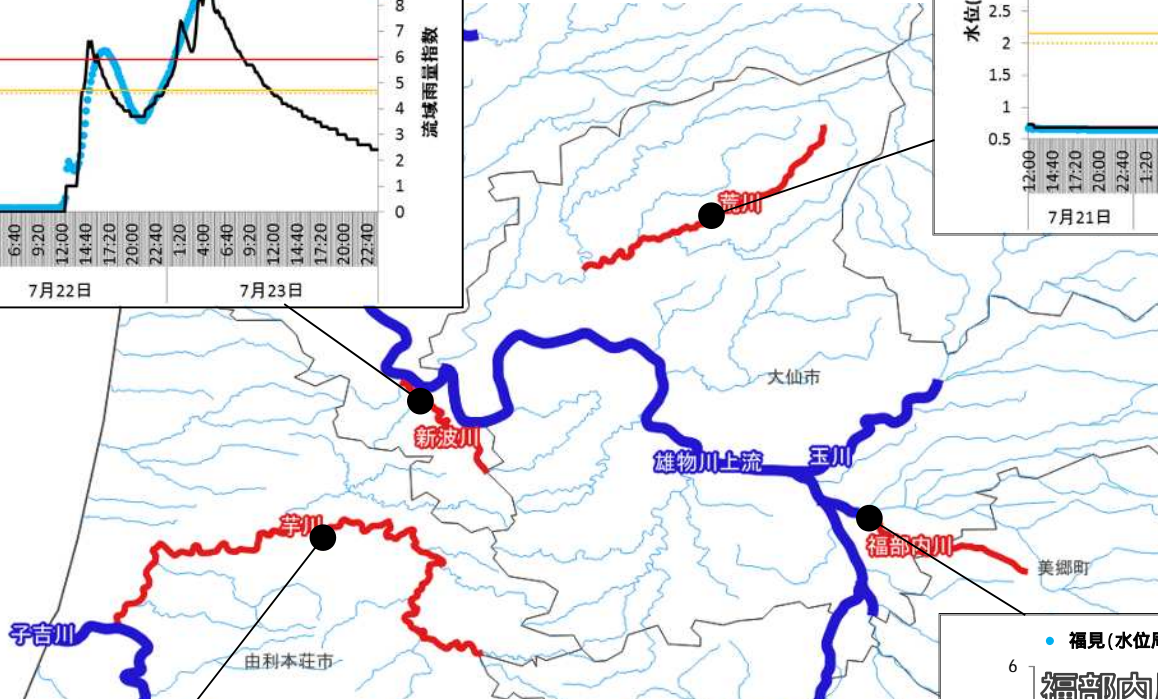 8
7
6
5
4
3
2
1
0
流域雨量指数
6:40
9:20
12:00
14:40
17:20
20:00
22:40
1:20
4:00
6:40
9:20
12:00
14:40
17:20
20:00
22:40
7月22日
7月23日
水位(
2.5
2
1.5
1
0.5
12:00
14:40
17:20
20:00
22:40
1:20
7月21日
荒川
大仙市
新波川
雄物川上流
玉川
芋川
福部内川
美郷町
子吉川
由利本荘市
福見(水位
6
福部内